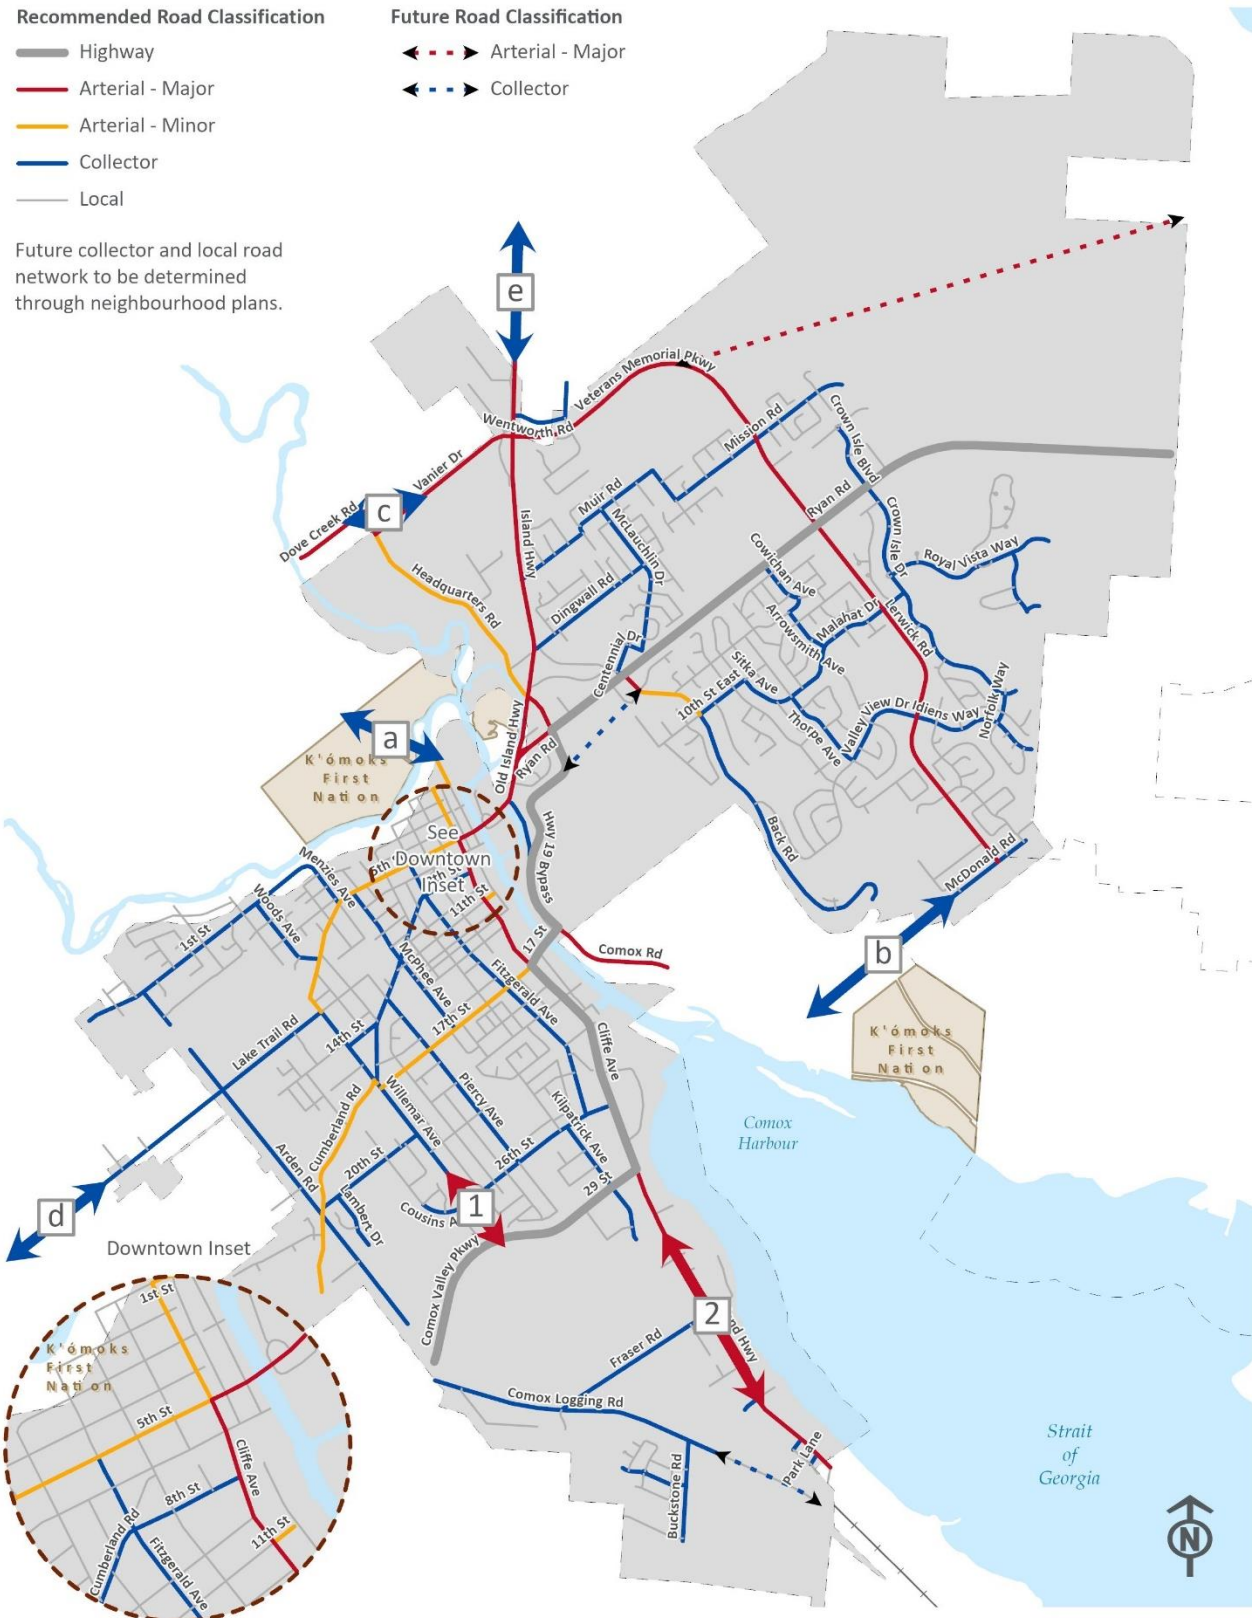 Recommended Road Classification
Highway
Arterial - Major
Arterial - Minor
Collector
Local
Future collector and local road
network to be determined
through neighbourhood plans.
Future Road Classification
Arterial - Major
Collector
e
Veterans Memorial Pkwy
Wentworth Rd
Vanier Dr
Dove Creek Rd
c
Mission Rd
Crown Isle Blvd
Muir Rd
McLauchlin Dr
Island Hwy
Ryan Rd
Crown Isle Dr
Royal Vista Way
Headquarters Rd
Dingwall Rd
Cowichan Ave
Arrowsmith Ave
Malahat Dr
Lerwick Rd
Centennial Dr
Sitka Ave
10th St East
Thorpe Ave
Valley View Dr
Idiens Way
Norfolk Way
Old Island Hwy
Ryan Rd
a
K'ómoks
First
Nation
See
Downtown
Inset
5th St
8th St
11th St
Hwy 19 Bypass
Back Rd
McDonald Rd
b
K'ómoks
First
Nation
Menzies Ave
Woods Ave
1st St
17 St
Comox Rd
McPhee Ave
Fitzgerald Ave
17th St
Cliffe Ave
Lake Trail Rd
14th St
Willemar Ave
Piercy Ave
Kilpatrick Ave
Cumberland Rd
Arden Rd
20th St
26th St
29 St
Lambert Dr
Cousins A
1
Comox Valley Pkwy
d
Comox
Harbour
2
nd Hwy
Fraser Rd
Comox Logging Rd
Buckstone Rd
Park Lane
Strait
of
Georgia
N
Downtown Inset
1st St
K'ómoks
First
Nation
5th St
Cliffe Ave
8th St
11th St
Cumberland Rd
Fitzgerald Ave